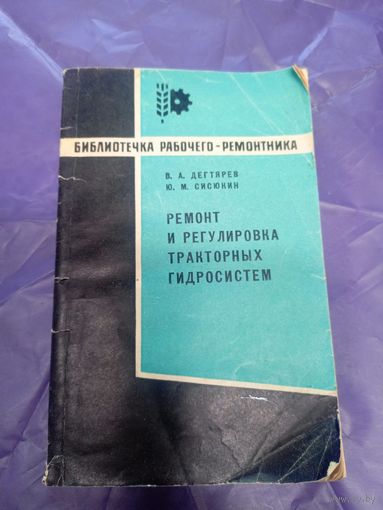 БИБЛИОТЕЧКА РАБОЧЕГО-РЕМОНТНИКА
В. А. ДЕГТЯРЕВ
Ю. М. СИСЮКИН
РЕМОНТ
И РЕГУЛИРОВКА
ТРАКТОРНЫХ
ГИДРОСИСТЕМ